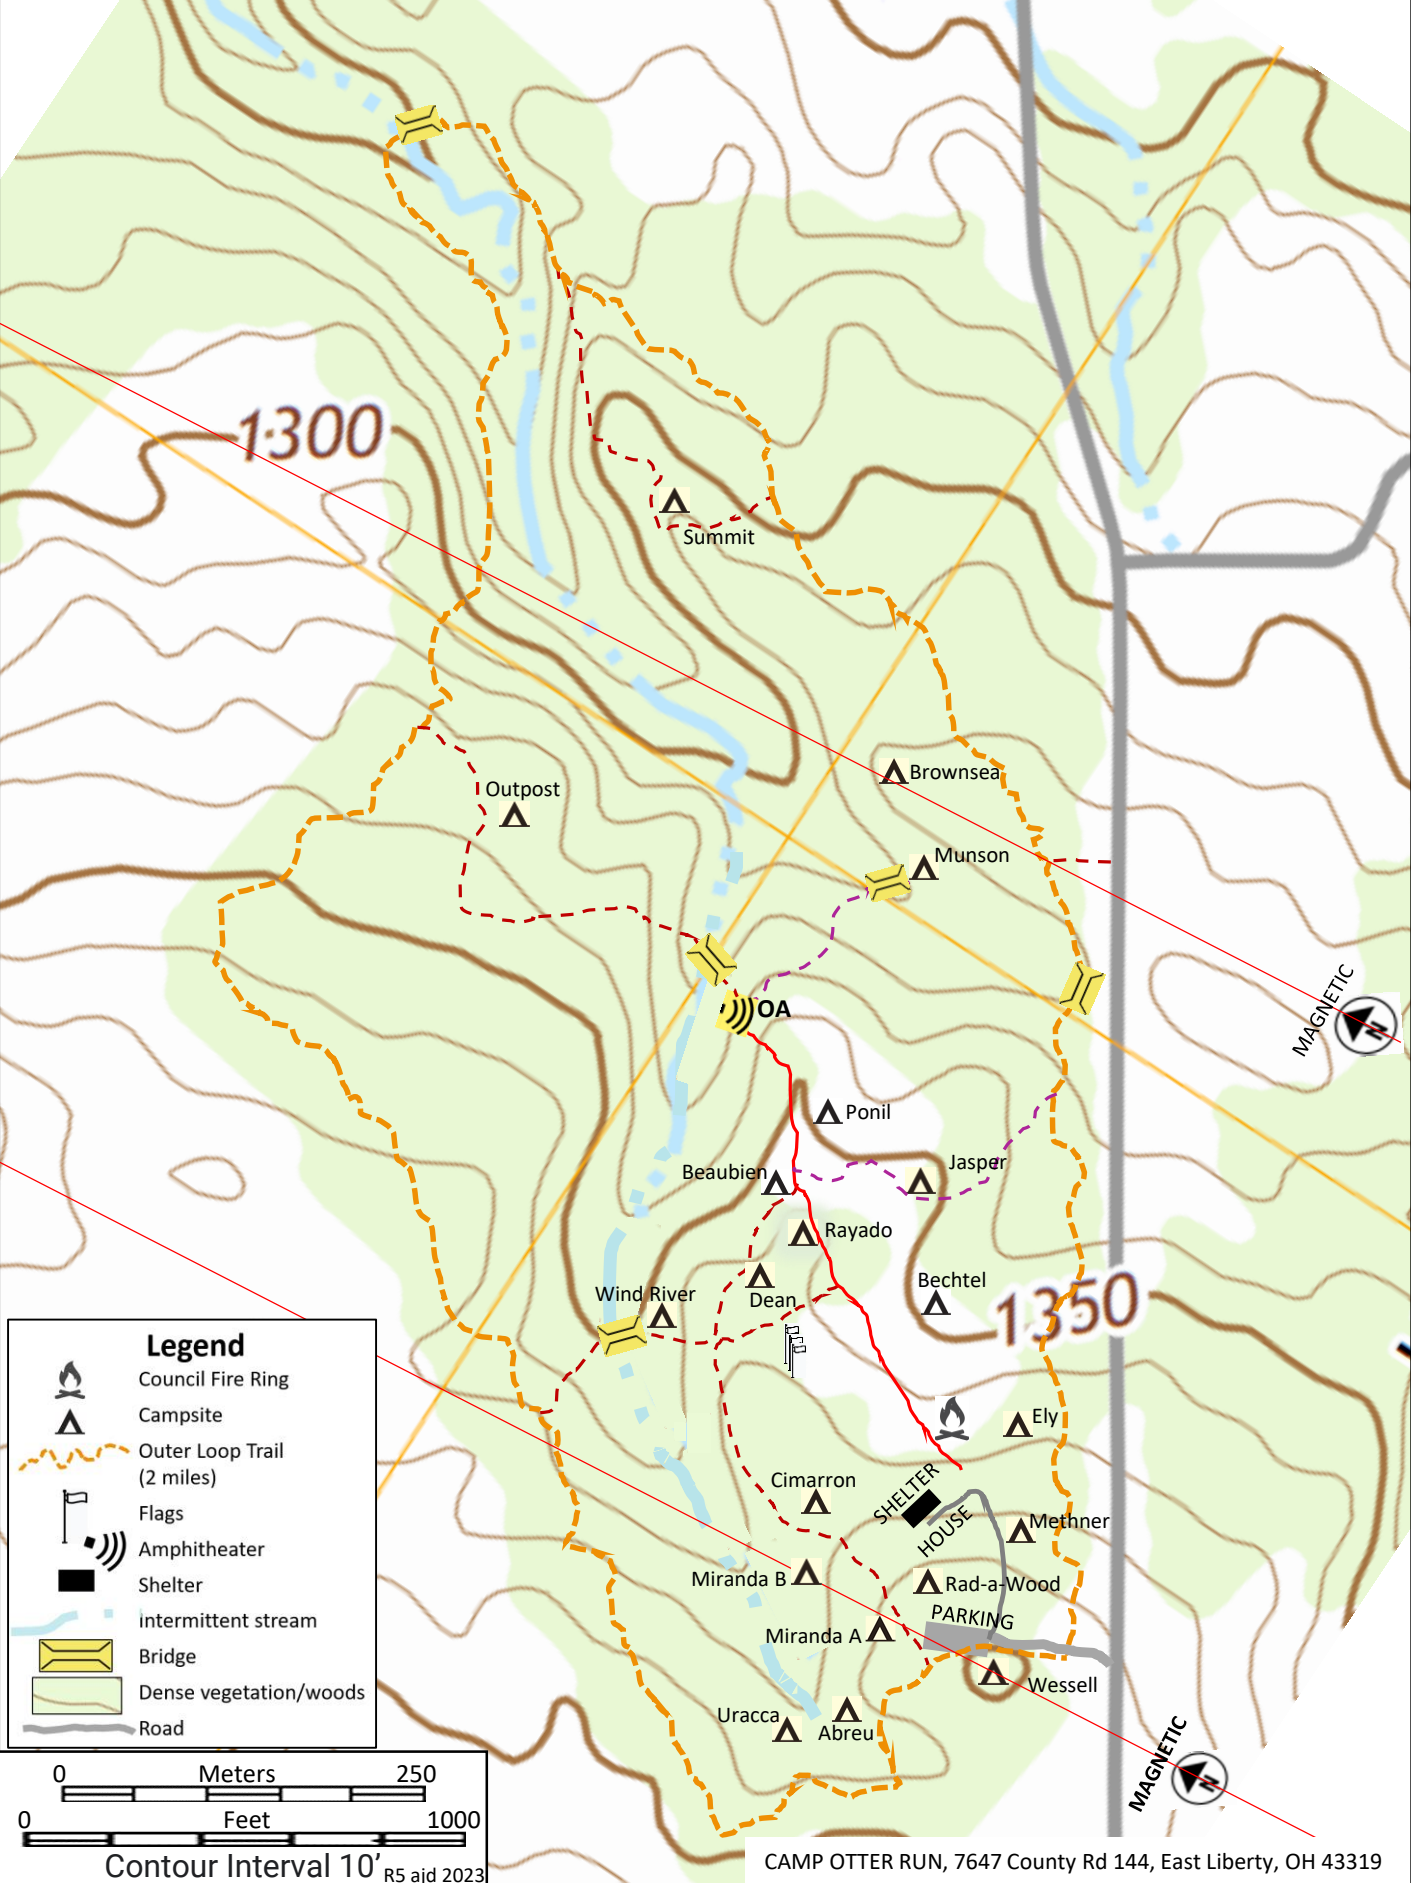 1300
Summit
Brownsea
Outpost
Munson
OA
MAGNETIC
N
Ponil
Jasper
Beaubien
Rayado
Bechtel
Wind River
Dean
1350
Ely
Cimarron
SHELTER
HOUSE
Methner
Miranda B
Rad-a-Wood
PARKING
Miranda A
Wessell
Uracca
Abreu
MAGNETIC
N
Legend
Council Fire Ring
Campsite
Outer Loop Trail
(2 miles)
Flags
Amphitheater
Shelter
Intermittent stream
Bridge
Dense vegetation/woods
Road
0 Meters 250
0 Feet 1000
Contour Interval 10’ R5 ajd 2023
CAMP OTTER RUN, 7647 County Rd 144, East Liberty, OH 43319